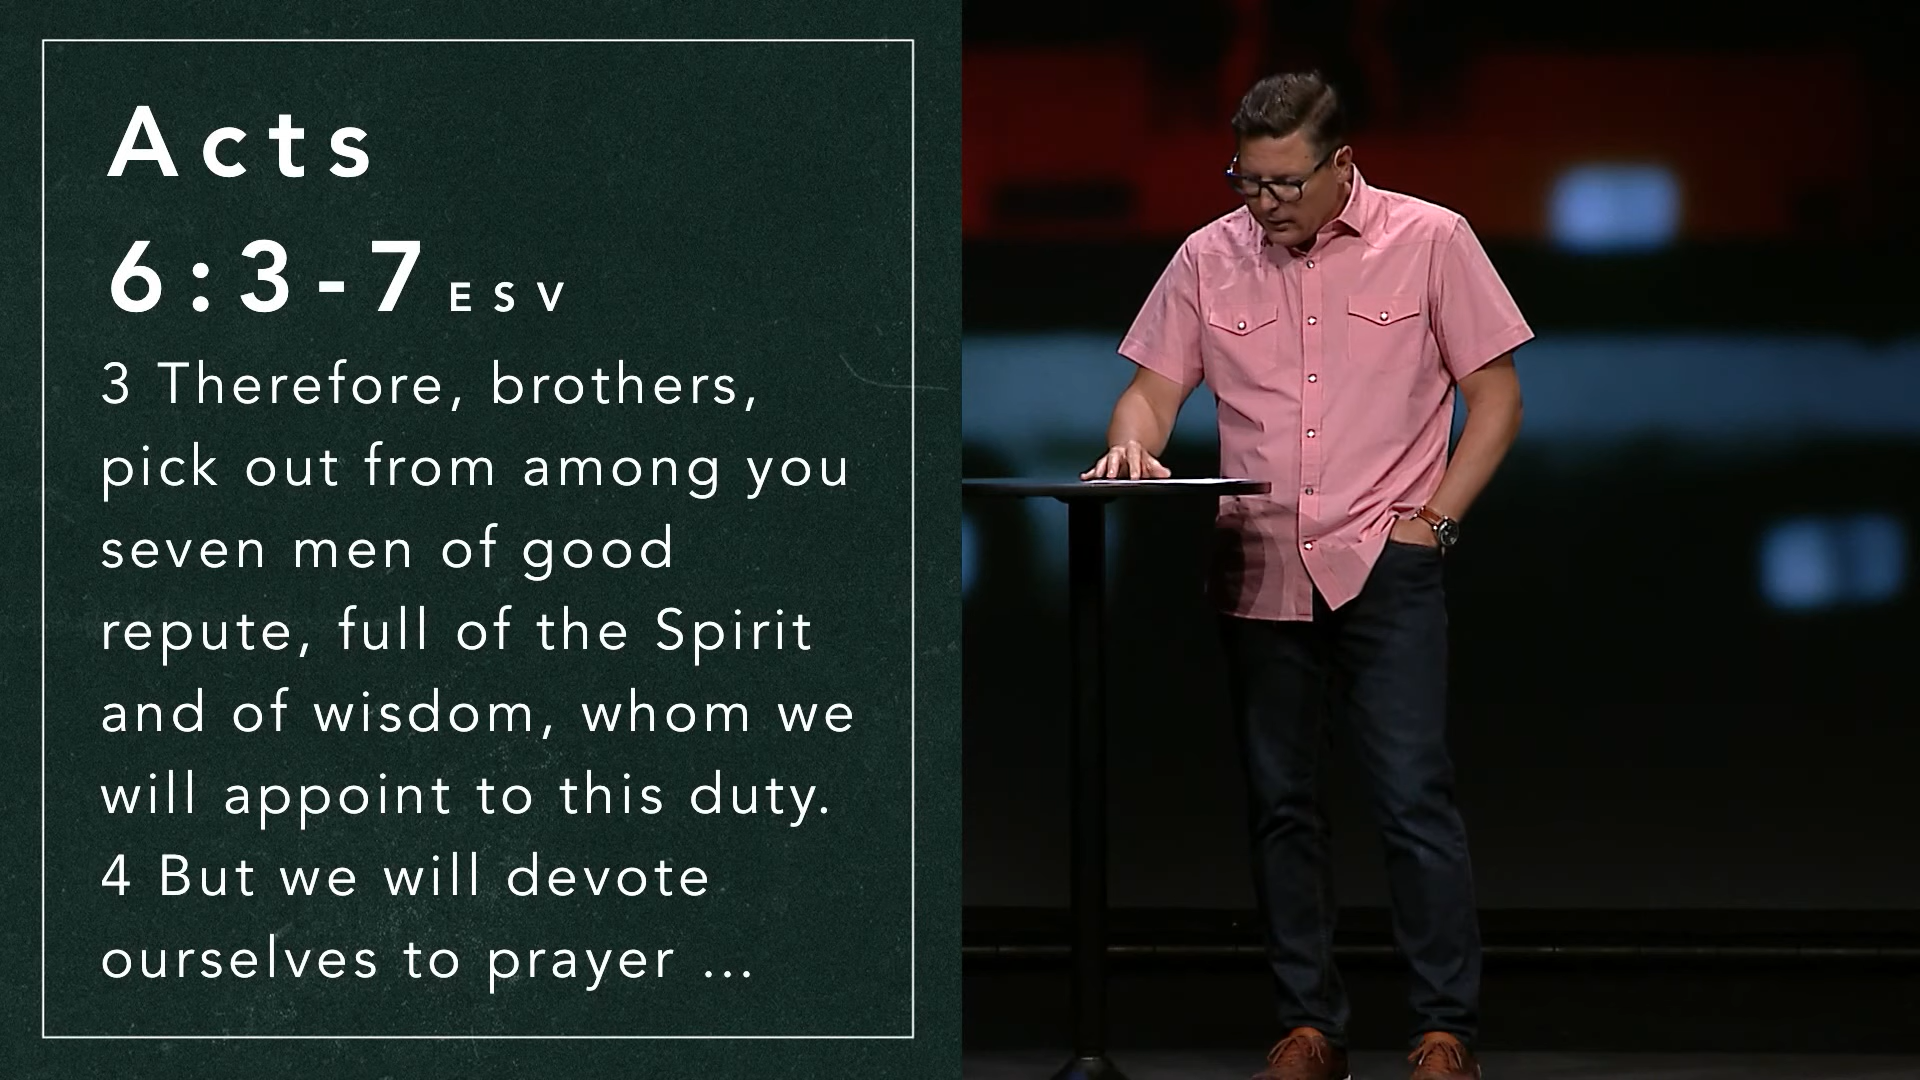 Acts
6:3-7 ESV
3 Therefore, brothers,
pick out from among you
seven men of good
repute, full of the Spirit
and of wisdom, whom we
will appoint to this duty.
4 But we will devote
ourselves to prayer ...